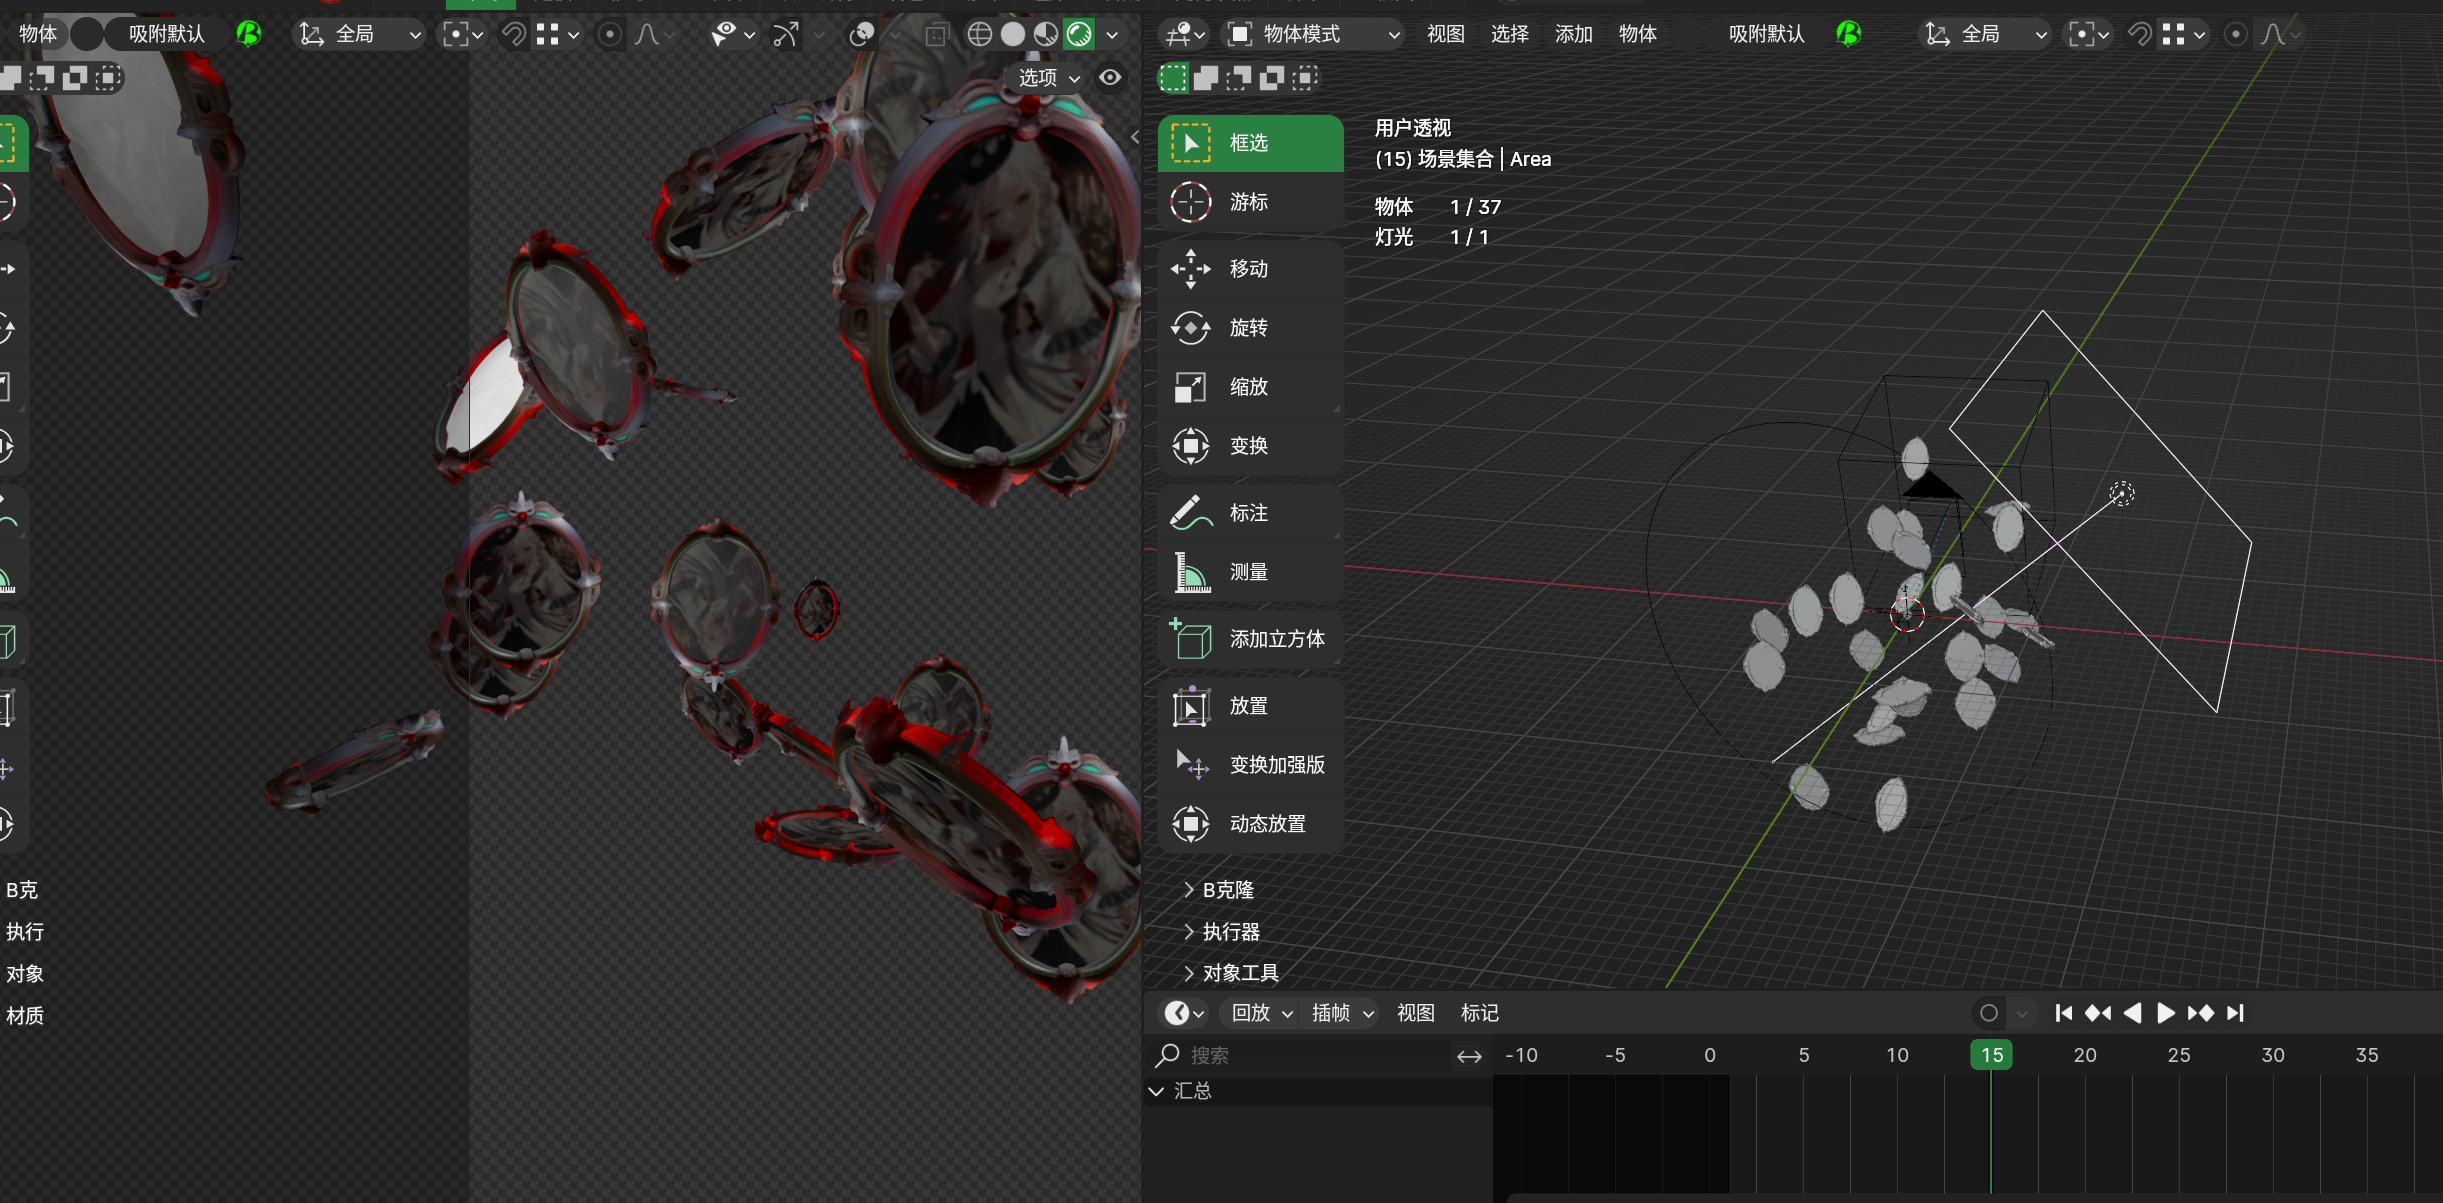 物体 吸附默认 全局
选项
B克
执行
对象
材质
物体模式 视图 选择 添加 物体 吸附默认 全局
框选
游标
移动
旋转
缩放
变换
标注
测量
添加立方体
放置
变换加强版
动态放置
B克隆
执行器
对象工具
用户透视
(15) 场景集合 | Area
物体 1 / 37
灯光 1 / 1
回放 插帧 视图 标记
搜索
-10 -5 0 5 10 15 20 25 30 35
汇总